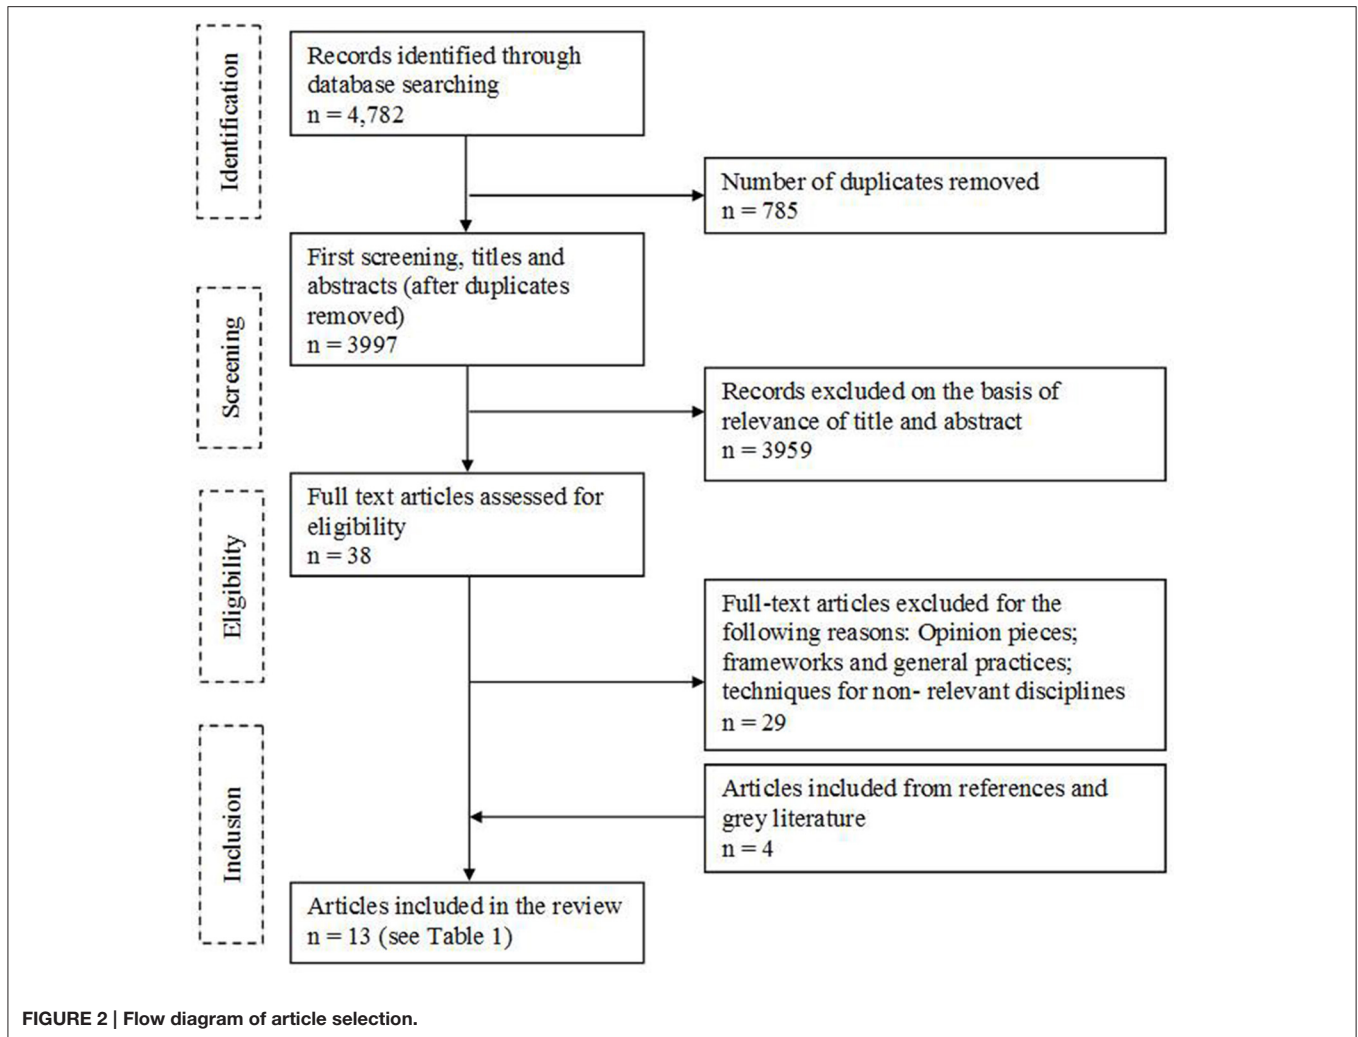 Identification
Records identified through
database searching
n = 4,782
Number of duplicates removed
n = 785
Screening
First screening, titles and
abstracts (after duplicates
removed)
n = 3997
Records excluded on the basis of
relevance of title and abstract
n = 3959
Eligibility
Full text articles assessed for
eligibility
n = 38
Full-text articles excluded for the
following reasons: Opinion pieces;
frameworks and general practices;
techniques for non- relevant disciplines
n = 29
Inclusion
Articles included from references and
grey literature
n = 4
Articles included in the review
n = 13 (see Table 1)
FIGURE 2 | Flow diagram of article selection.